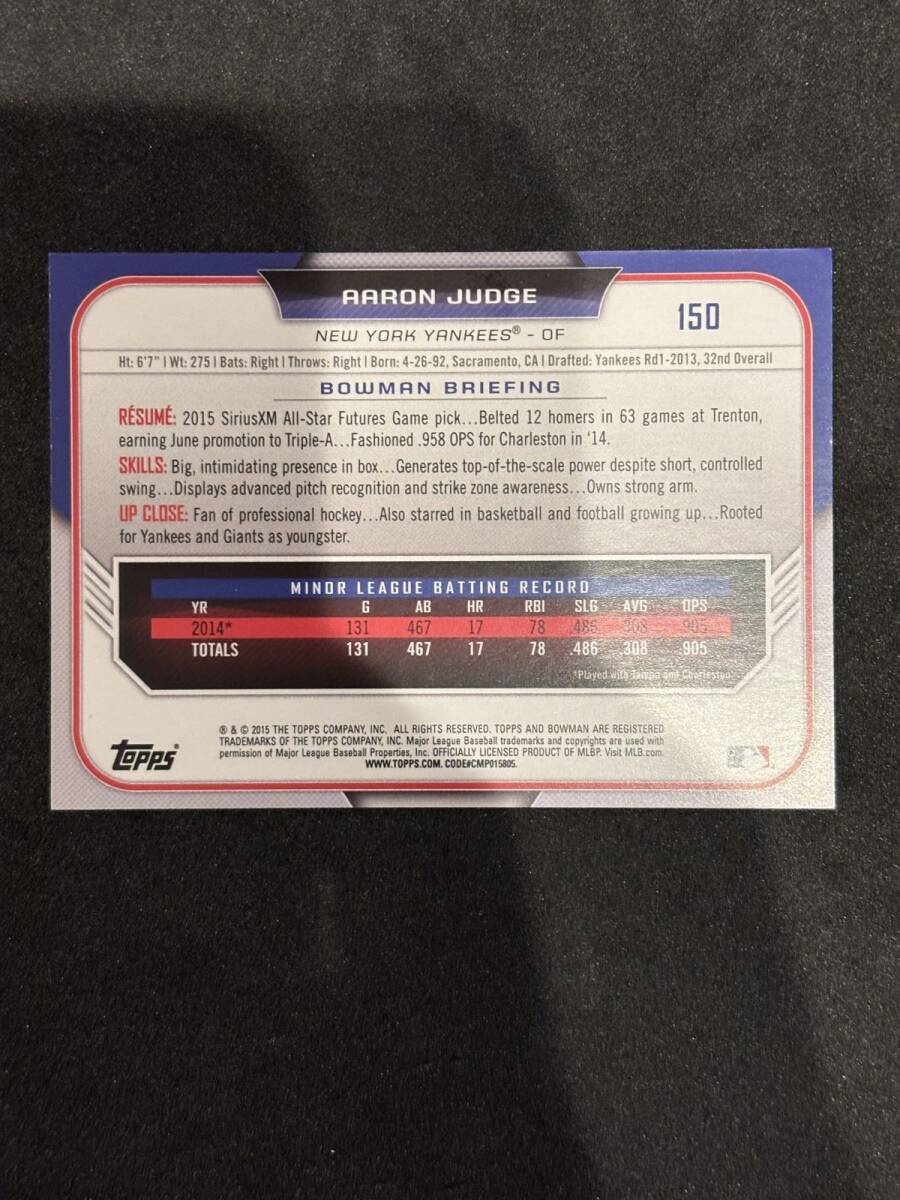 AARON JUDGE
150
NEW YORK YANKEES® - OF
Ht: 6'7" | Wt: 275 | Bats: Right | Throws: Right | Born: 4-26-92, Sacramento, CA | Drafted: Yankees Rd1-2013, 32nd Overall
BOWMAN BRIEFING
RÉSUMÉ: 2015 SiriusXM All-Star Futures Game pick...Belted 12 homers in 63 games at Trenton,
earning June promotion to Triple-A...Fashioned .958 OPS for Charleston in '14.
SKILLS: Big, intimidating presence in box...Generates top-of-the-scale power despite short, controlled
swing...Displays advanced pitch recognition and strike zone awareness...Owns strong arm.
UP CLOSE: Fan of professional hockey...Also starred in basketball and football growing up...Rooted
for Yankees and Giants as youngster.
MINOR LEAGUE BATTING RECORD
YR G AB HR RBI SLG AVG OPS
2014* 131 467 17 78 .486 .308 .905
TOTALS 131 467 17 78 .486 .308 .905
*Played with Tampa and Charleston
® & © 2015 THE TOPPS COMPANY, INC. ALL RIGHTS RESERVED. TOPPS AND BOWMAN ARE REGISTERED
TRADEMARKS OF THE TOPPS COMPANY, INC. Major League Baseball trademarks and copyrights are used with
permission of Major League Baseball Properties, Inc. OFFICIALLY LICENSED PRODUCT OF MLBP. Visit MLB.com.
WWW.TOPPS.COM. CODE#CMP015805.
TOPPS®